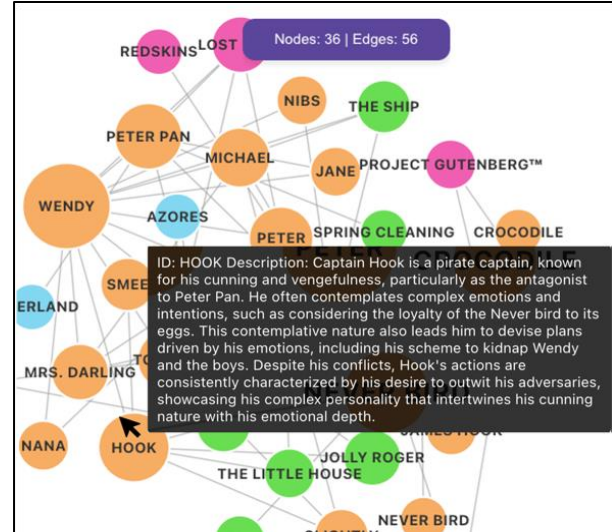 Nodes: 36 | Edges: 56
REDSKINS
LOST
NIBS
THE SHIP
PETER PAN
MICHAEL
JANE
PROJECT GUTENBERG™
WENDY
AZORES
PETER
SPRING CLEANING
CROCODILE
PETER
CROCODILE
ID: HOOK Description: Captain Hook is a pirate captain, known
for his cunning and vengefulness, particularly as the antagonist
to Peter Pan. He often contemplates complex emotions and
intentions, such as considering the loyalty of the Never bird to its
eggs. This contemplative nature also leads him to devise plans
driven by his emotions, including his scheme to kidnap Wendy
and the boys. Despite his conflicts, Hook's actions are
consistently characterized by his desire to outwit his adversaries,
showcasing his complex personality that intertwines his cunning
nature with his emotional depth.
SMEE
ERLAND
MRS. DARLING
TO
NEVER BIRD
NANA
HOOK
JAMES HOOK
JOLLY ROGER
THE LITTLE HOUSE
SLIGHTLY
NEVER BIRD